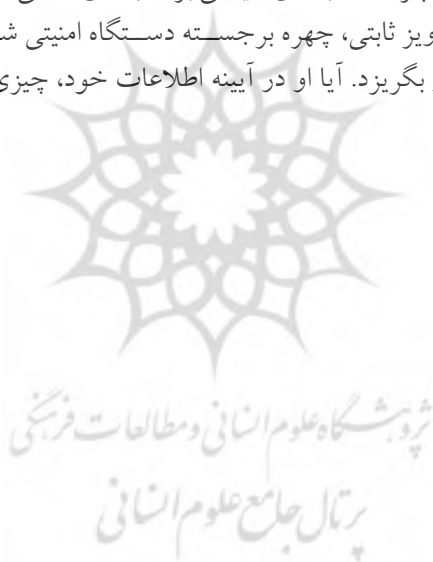 ویز ثابتی، چهره برجسته دستگاه امنیتی ش
بگریزد. آیا او در آیینه اطلاعات خود، چیزی
پژوهشگاه علوم انسانی و مطالعات فرهنگی
پرتال جامع علوم انسانی